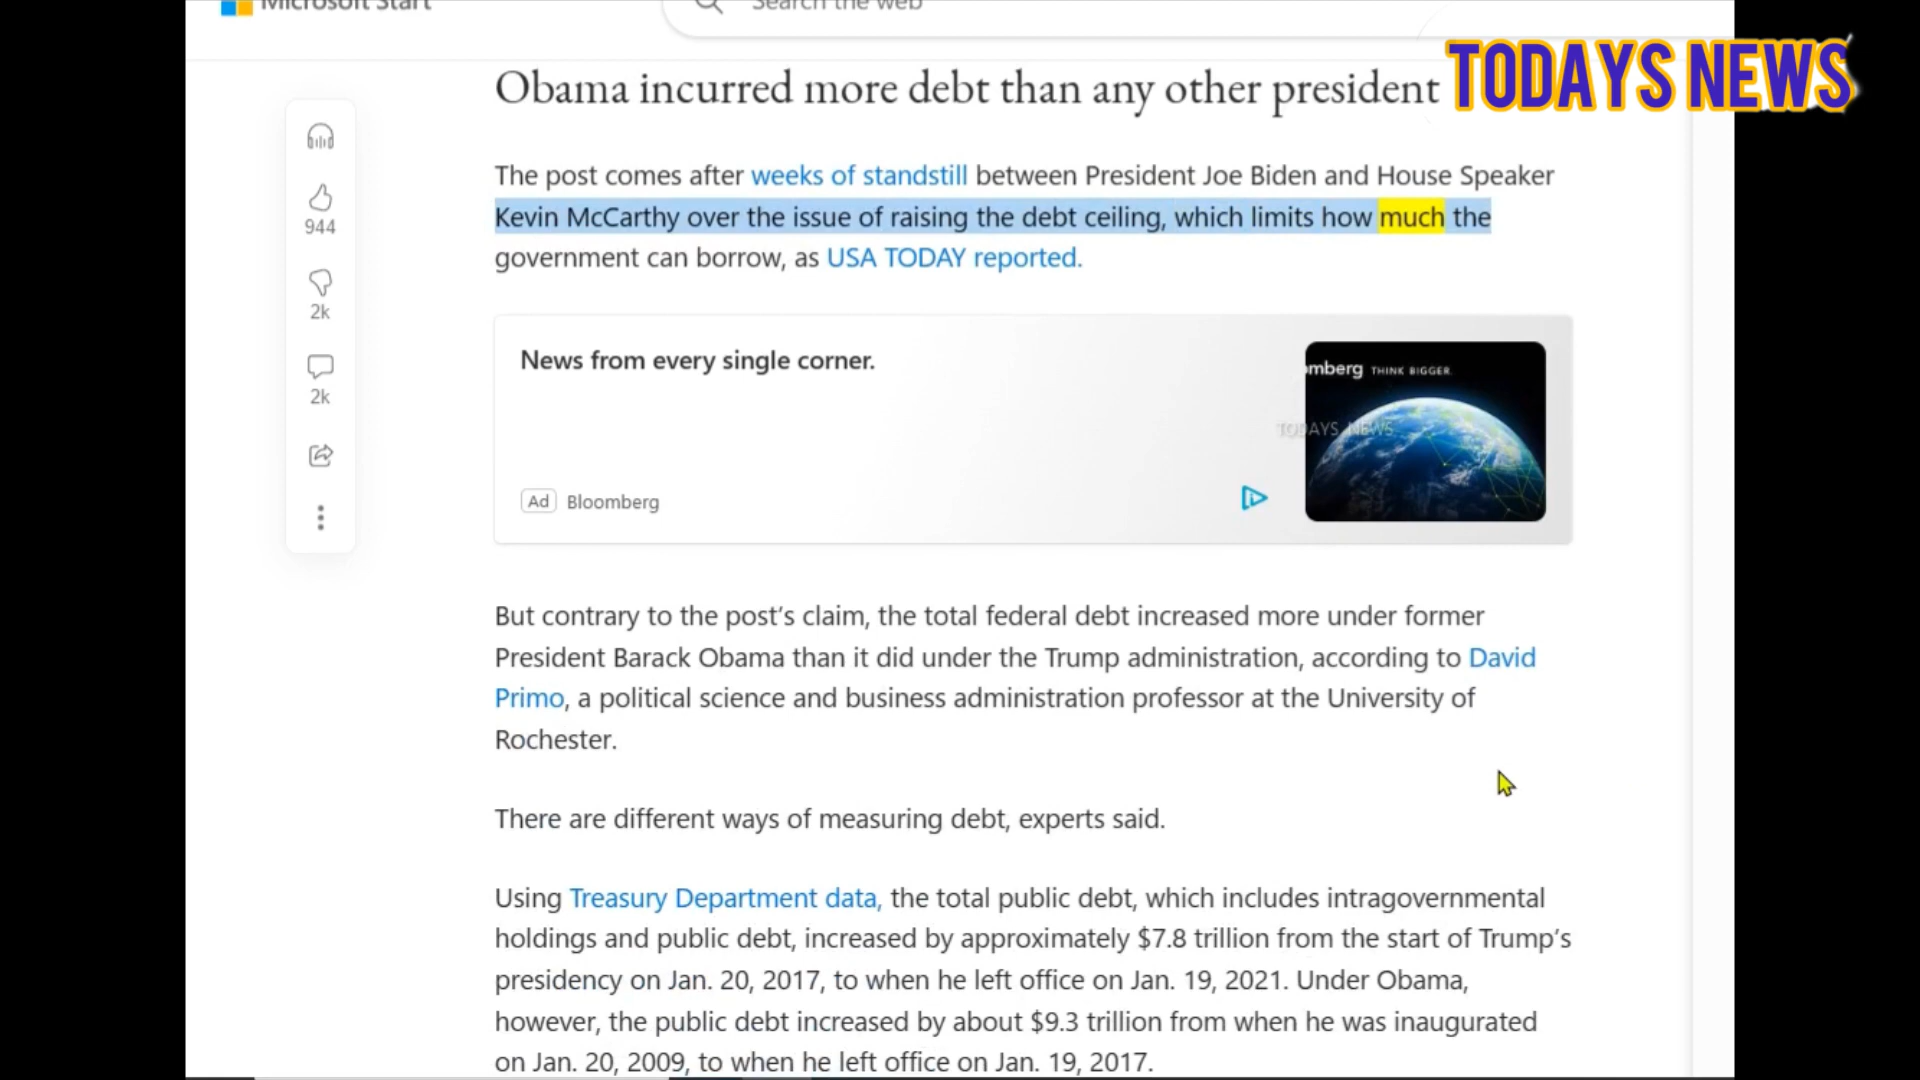 Microsoft Start
Search the web
TODAYS NEWS
Obama incurred more debt than any other president
The post comes after weeks of standstill between President Joe Biden and House Speaker
Kevin McCarthy over the issue of raising the debt ceiling, which limits how much the
government can borrow, as USA TODAY reported.
944
2k
2k
News from every single corner.
omberg THINK BIGGER.
TODAYS NEWS
Ad Bloomberg
But contrary to the post’s claim, the total federal debt increased more under former
President Barack Obama than it did under the Trump administration, according to David
Primo, a political science and business administration professor at the University of
Rochester.
There are different ways of measuring debt, experts said.
Using Treasury Department data, the total public debt, which includes intragovernmental
holdings and public debt, increased by approximately $7.8 trillion from the start of Trump’s
presidency on Jan. 20, 2017, to when he left office on Jan. 19, 2021. Under Obama,
however, the public debt increased by about $9.3 trillion from when he was inaugurated
on Jan. 20, 2009, to when he left office on Jan. 19, 2017.